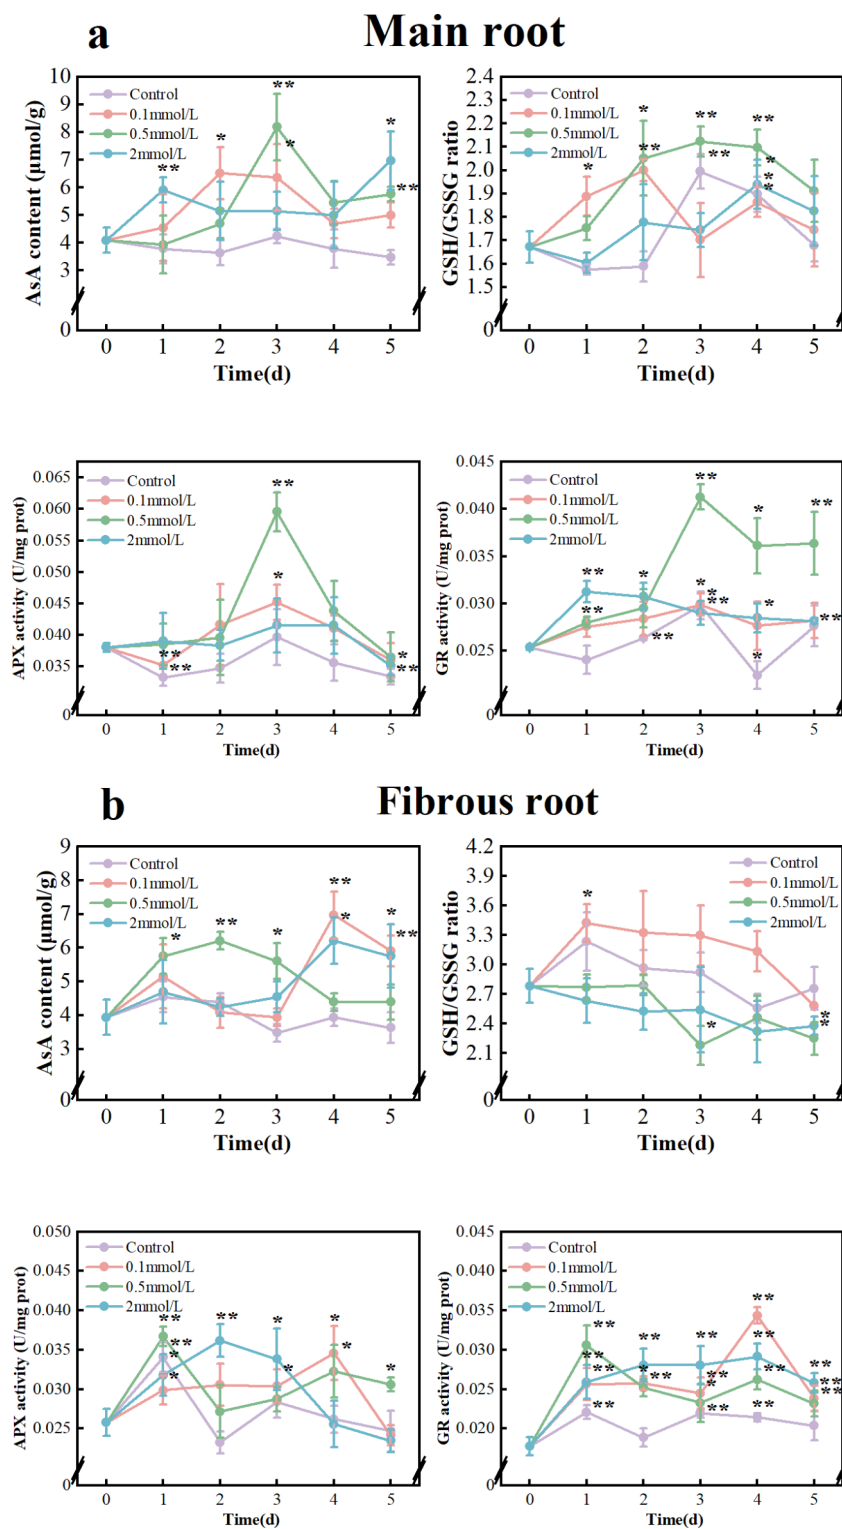 a
Main root
AsA content (μmol/g)
10
9
8
7
6
5
4
3
0
Control
0.1mmol/L
0.5mmol/L
2mmol/L
**
**
*
**
*
*
**
0 1 2 3 4 5
Time(d)
GSH/GSSG ratio
2.4
2.3
2.2
2.1
2.0
1.9
1.8
1.7
1.6
1.5
0
Control
0.1mmol/L
0.5mmol/L
2mmol/L
*
*
**
**
**
**
*
*
0 1 2 3 4 5
Time(d)
APX activity (U/mg prot)
0.065
0.060
0.055
0.050
0.045
0.040
0.035
0
Control
0.1mmol/L
0.5mmol/L
2mmol/L
**
**
**
*
*
**
0 1 2 3 4 5
Time(d)
GR activity (U/mg prot)
0.045
0.040
0.035
0.030
0.025
0
Control
0.1mmol/L
0.5mmol/L
2mmol/L
**
**
*
**
**
*
**
**
*
*
*
**
**
0 1 2 3 4 5
Time(d)
b
Fibrous root
AsA content (μmol/g)
9
8
7
6
5
4
3
0
Control
0.1mmol/L
0.5mmol/L
2mmol/L
*
**
*
**
*
*
**
0 1 2 3 4 5
Time(d)
GSH/GSSG ratio
4.2
3.9
3.6
3.3
3.0
2.7
2.4
2.1
0
Control
0.1mmol/L
0.5mmol/L
2mmol/L
*
*
*
*
0 1 2 3 4 5
Time(d)
APX activity (U/mg prot)
0.050
0.045
0.040
0.035
0.030
0.025
0
Control
0.1mmol/L
0.5mmol/L
2mmol/L
**
**
*
*
**
*
*
*
*
*
0 1 2 3 4 5
Time(d)
GR activity (U/mg prot)
0.045
0.040
0.035
0.030
0.025
0.020
0
Control
0.1mmol/L
0.5mmol/L
2mmol/L
**
**
**
**
**
*
**
**
**
*
**
**
**
**
**
**
**
**
0 1 2 3 4 5
Time(d)